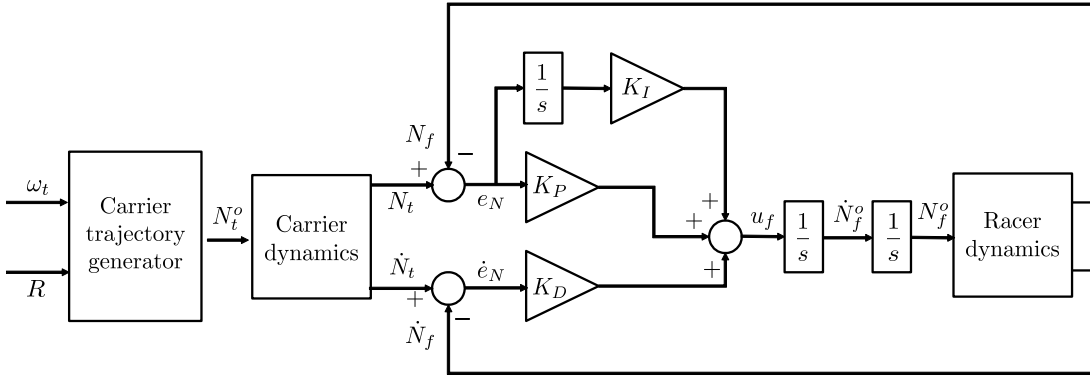 ω_t
R
Carrier
trajectory
generator
N_t^o
Carrier
dynamics
N_f
−
+
N_t
e_N
Ṅ_t
+
−
Ṅ_f
ė_N
1/s
K_I
K_P
K_D
+
+
+
u_f
1/s
Ṅ_f^o
1/s
N_f^o
Racer
dynamics